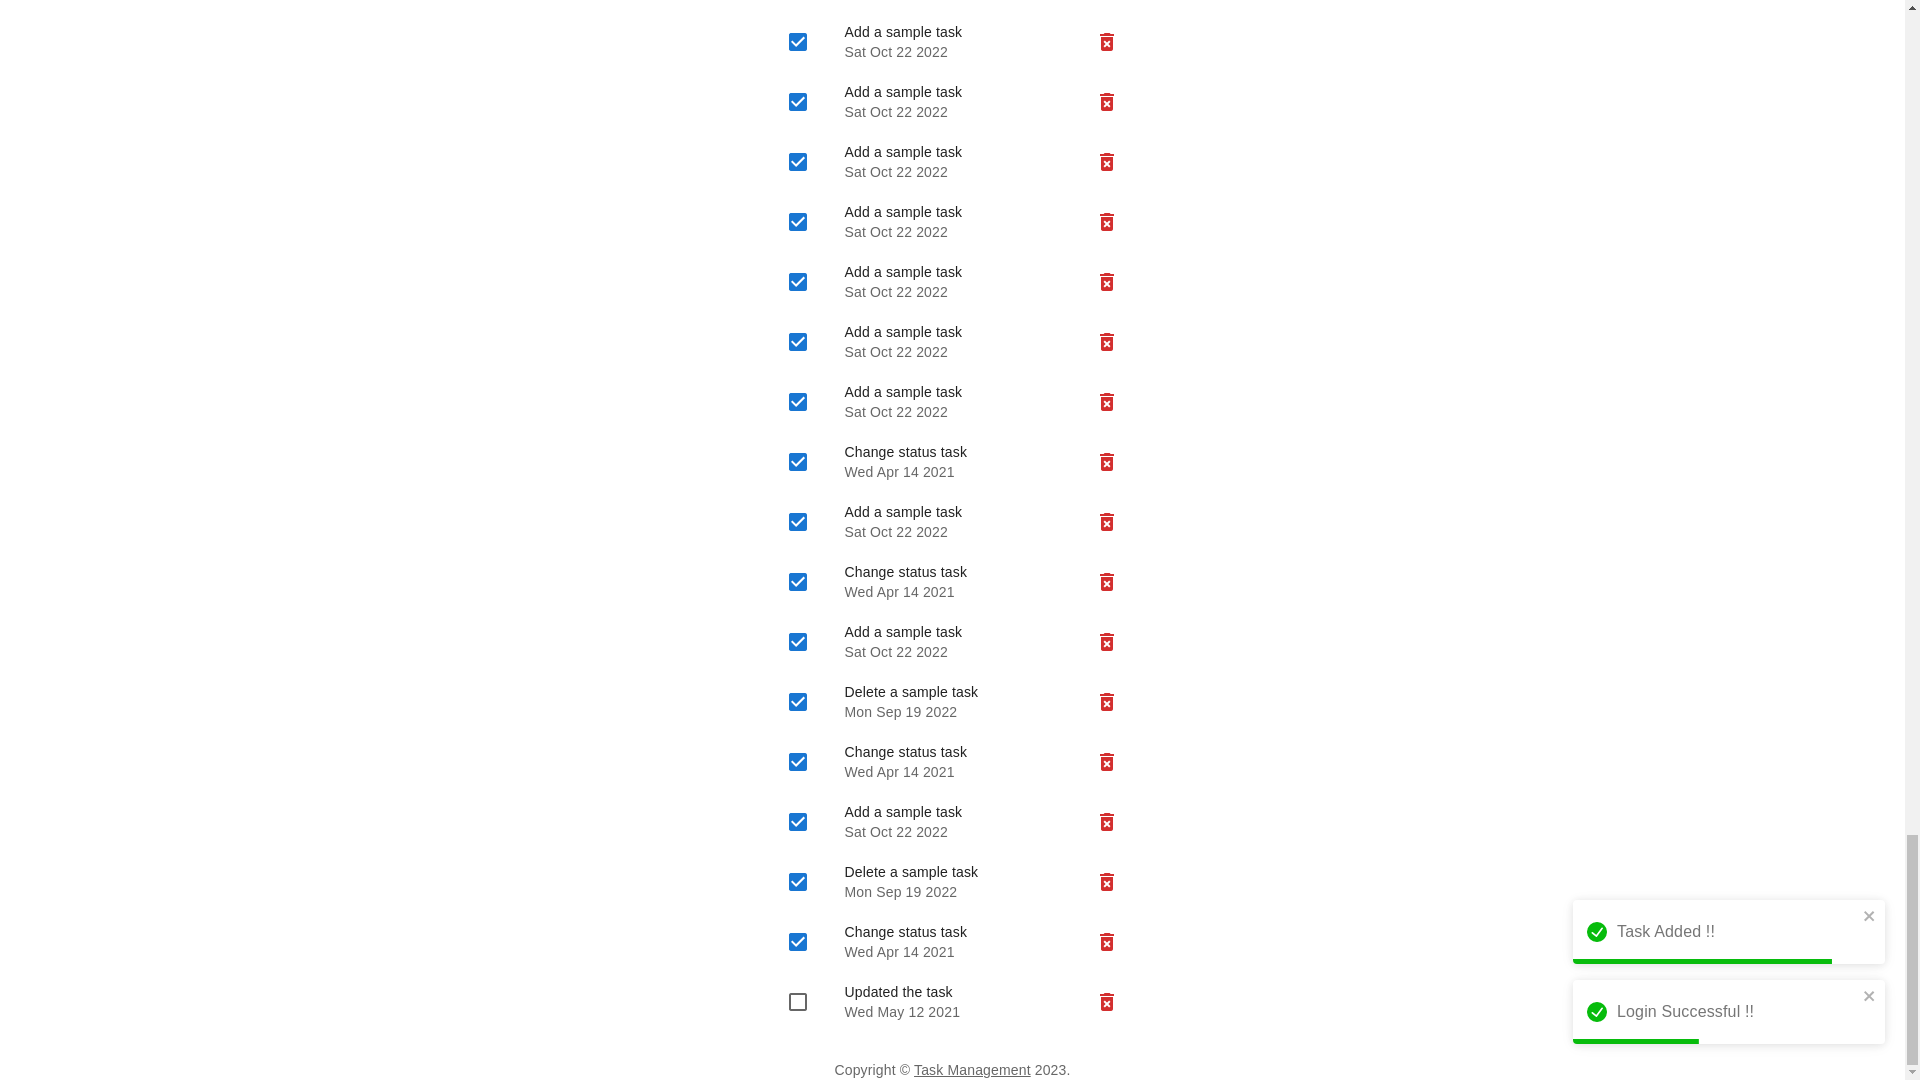 Add a sample task
Sat Oct 22 2022
Add a sample task
Sat Oct 22 2022
Add a sample task
Sat Oct 22 2022
Add a sample task
Sat Oct 22 2022
Add a sample task
Sat Oct 22 2022
Add a sample task
Sat Oct 22 2022
Add a sample task
Sat Oct 22 2022
Change status task
Wed Apr 14 2021
Add a sample task
Sat Oct 22 2022
Change status task
Wed Apr 14 2021
Add a sample task
Sat Oct 22 2022
Delete a sample task
Mon Sep 19 2022
Change status task
Wed Apr 14 2021
Add a sample task
Sat Oct 22 2022
Delete a sample task
Mon Sep 19 2022
Change status task
Wed Apr 14 2021
Updated the task
Wed May 12 2021
Copyright © Task Management 2023.
Task Added !!
Login Successful !!